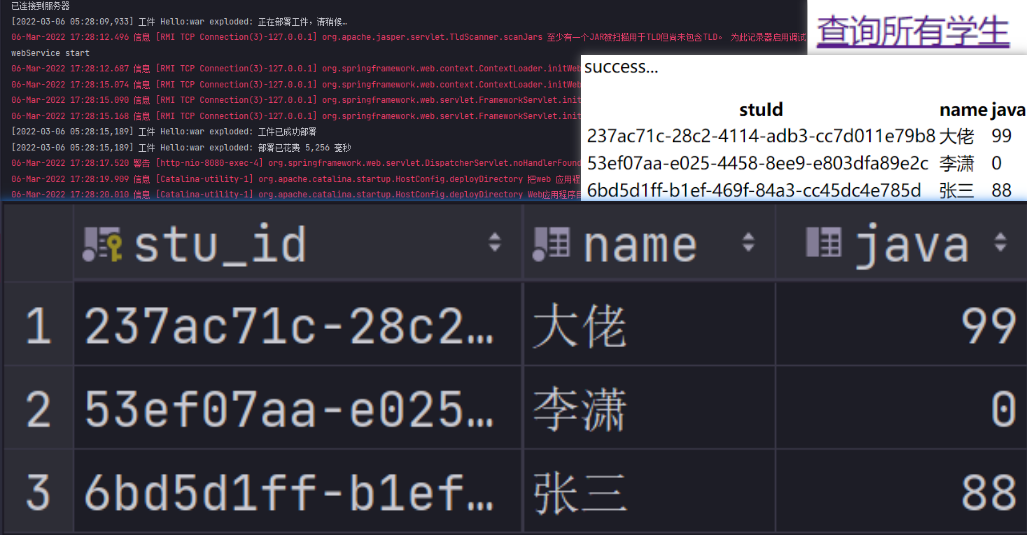 已连接到服务器
[2022-03-06 05:28:09,933] 工件 Hello:war exploded: 正在部署工件，请稍候…
06-Mar-2022 17:28:12.496 信息 [RMI TCP Connection(3)-127.0.0.1] org.apache.jasper.servlet.TldScanner.scanJars 至少有一个JAR被扫描用于TLD但尚未包含TLD。 为此记录器启用调试
webService start
06-Mar-2022 17:28:12.687 信息 [RMI TCP Connection(3)-127.0.0.1] org.springframework.web.context.ContextLoader.initWeb
06-Mar-2022 17:28:15.074 信息 [RMI TCP Connection(3)-127.0.0.1] org.springframework.web.context.ContextLoader.initWeb
06-Mar-2022 17:28:15.090 信息 [RMI TCP Connection(3)-127.0.0.1] org.springframework.web.servlet.FrameworkServlet.init
06-Mar-2022 17:28:15.168 信息 [RMI TCP Connection(3)-127.0.0.1] org.springframework.web.servlet.FrameworkServlet.init
[2022-03-06 05:28:15,189] 工件 Hello:war exploded: 工件已成功部署
[2022-03-06 05:28:15,189] 工件 Hello:war exploded: 部署已花费 5,256 毫秒
06-Mar-2022 17:28:17.520 警告 [http-nio-8080-exec-4] org.springframework.web.servlet.DispatcherServlet.noHandlerFound
06-Mar-2022 17:28:19.909 信息 [Catalina-utility-1] org.apache.catalina.startup.HostConfig.deployDirectory 把web 应用程
06-Mar-2022 17:28:20.010 信息 [Catalina-utility-1] org.apache.catalina.startup.HostConfig.deployDirectory Web应用程序目
查询所有学生
success...
stuId name java
237ac71c-28c2-4114-adb3-cc7d011e79b8 大佬 99
53ef07aa-e025-4458-8ee9-e803dfa89e2c 李潇 0
6bd5d1ff-b1ef-469f-84a3-cc45dc4e785d 张三 88
stu_id name java
1 237ac71c-28c2… 大佬 99
2 53ef07aa-e025… 李潇 0
3 6bd5d1ff-b1ef… 张三 88